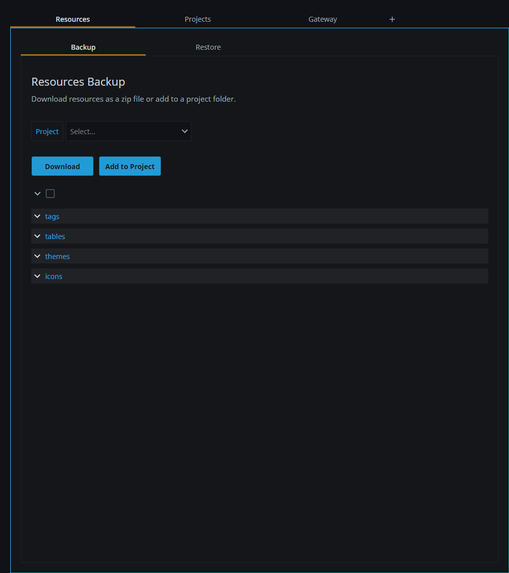 Resources Projects Gateway +
Backup Restore
Resources Backup
Download resources as a zip file or add to a project folder.
Project Select...
Download Add to Project
tags
tables
themes
icons